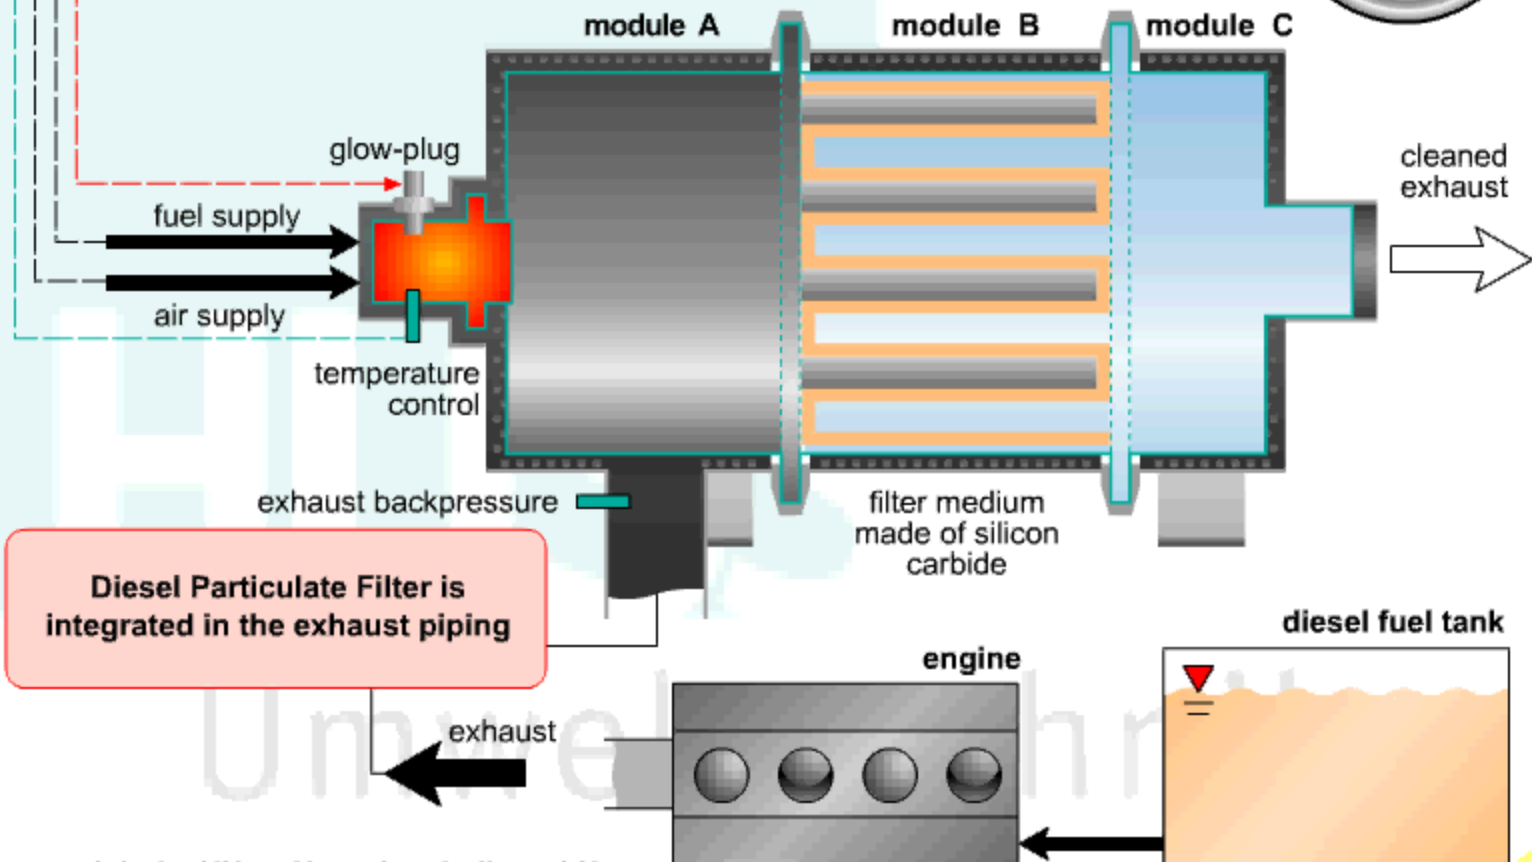 module A
module B
module C
glow-plug
cleaned
exhaust
fuel supply
air supply
temperature
control
exhaust backpressure
filter medium
made of silicon
carbide
Diesel Particulate Filter is
integrated in the exhaust piping
diesel fuel tank
engine
exhaust